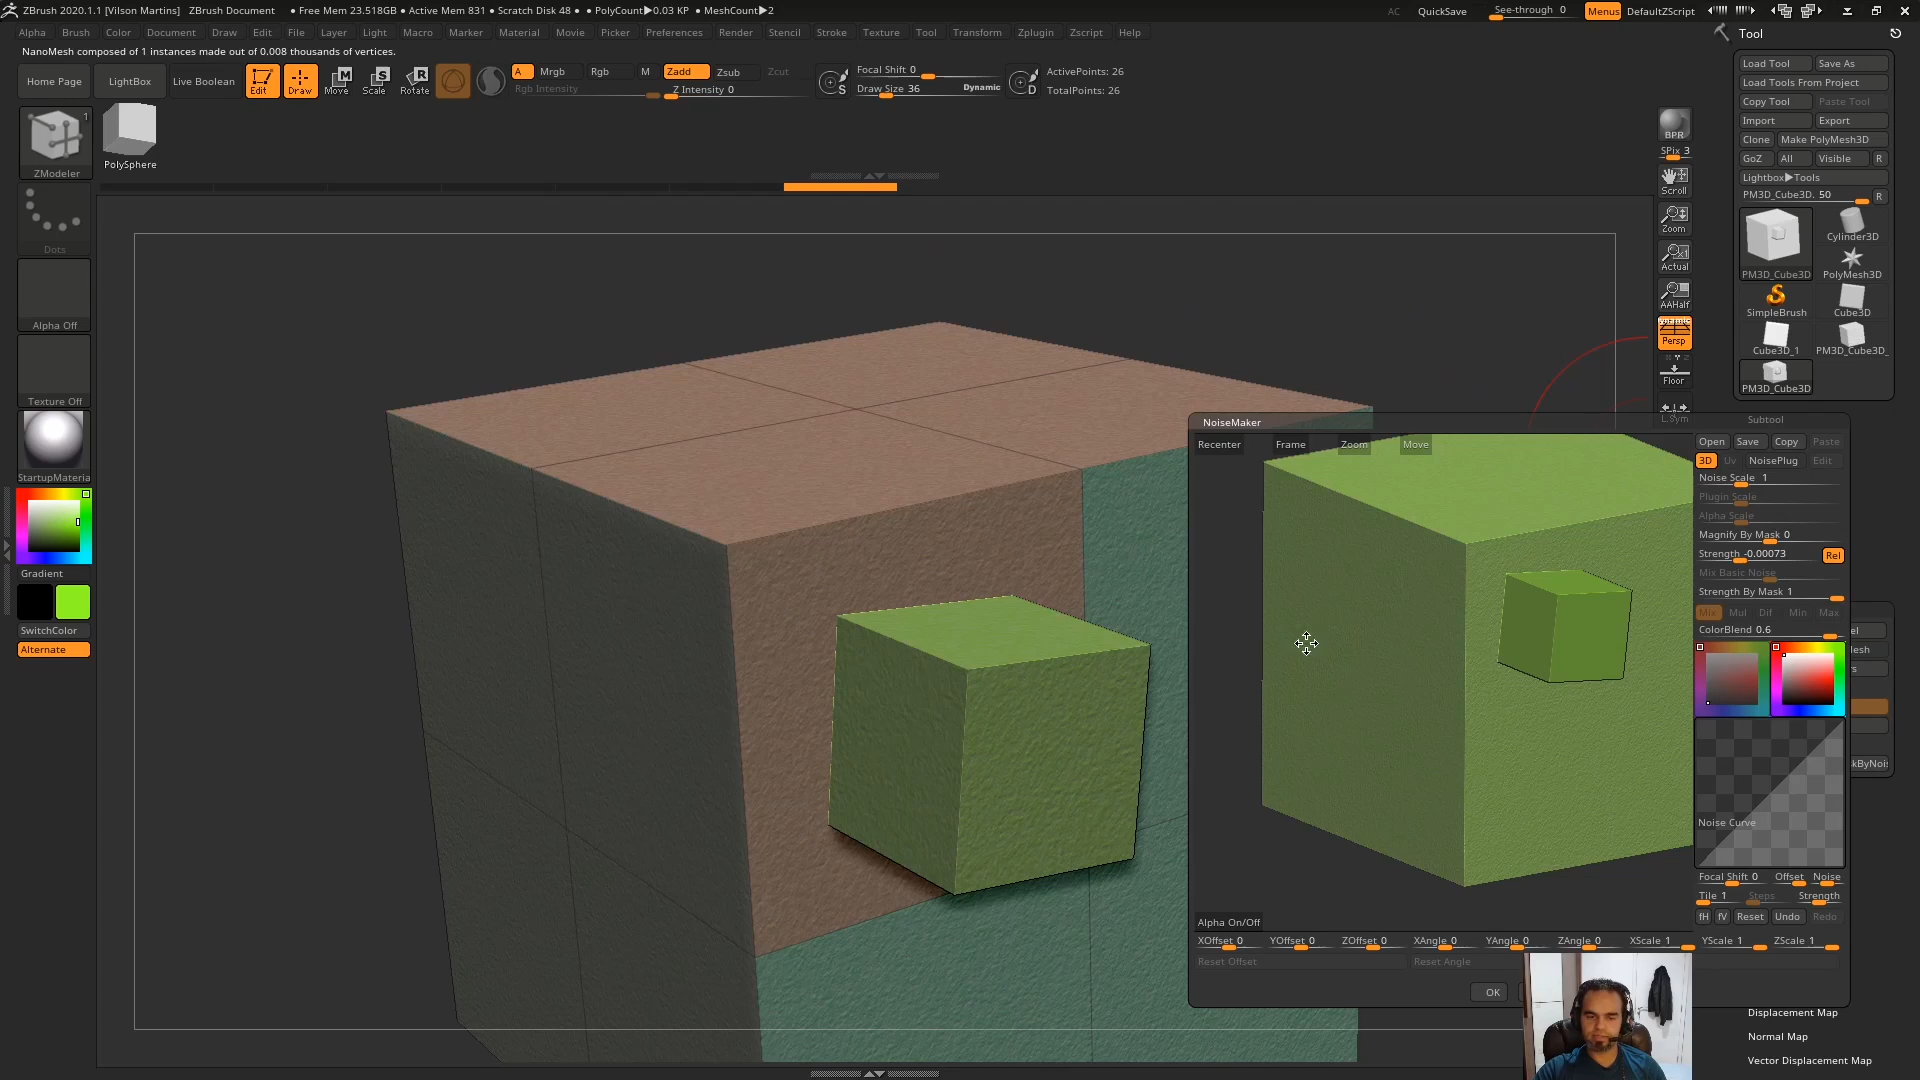 ZBrush 2020.1.1 [Vilson Martins] ZBrush Document • Free Mem 23.518GB • Active Mem 831 • Scratch Disk 48 • • PolyCount▶0.03 KP • MeshCount▶2 AC QuickSave See-through 0 Menus DefaultZScript
Alpha Brush Color Document Draw Edit File Layer Light Macro Marker Material Movie Picker Preferences Render Stencil Stroke Texture Tool Transform Zplugin Zscript Help
Tool
NanoMesh composed of 1 instances made out of 0.008 thousands of vertices.
Home Page LightBox Live Boolean Edit Draw Move Scale Rotate
A Mrgb Rgb M Zadd Zsub Zcut
Rgb Intensity Z Intensity 0
Focal Shift 0
Draw Size 36 Dynamic
ActivePoints: 26
TotalPoints: 26
S
D
1
ZModeler
PolySphere
Dots
Alpha Off
Texture Off
StartupMateria
Gradient
SwitchColor
Alternate
BPR
SPix 3
Scroll
Zoom
Actual
AAHalf
Dynamic
Persp
Floor
L.Sym
Load Tool Save As
Load Tools From Project
Copy Tool Paste Tool
Import Export
Clone Make PolyMesh3D
GoZ All Visible R
Lightbox▶Tools
PM3D_Cube3D. 50 R
PM3D_Cube3D Cylinder3D
PolyMesh3D
SimpleBrush Cube3D
Cube3D_1 PM3D_Cube3D_
PM3D_Cube3D
Subtool
NoiseMaker
Recenter Frame Zoom Move
Open Save Copy Paste
3D Uv NoisePlug Edit
Noise Scale 1
Plugin Scale
Alpha Scale
Magnify By Mask 0
Strength -0.00073 Rel
Mix Basic Noise
Strength By Mask 1
Mix Mul Dif Min Max
ColorBlend 0.6
Noise Curve
Focal Shift 0 Offset Noise
Tile 1 Steps Strength
fH fV Reset Undo Redo
Alpha On/Off
XOffset 0 YOffset 0 ZOffset 0 XAngle 0 YAngle 0 ZAngle 0 XScale 1 YScale 1 ZScale 1
Reset Offset Reset Angle
OK
el
esh
s
kByNois
Displacement Map
Normal Map
Vector Displacement Map